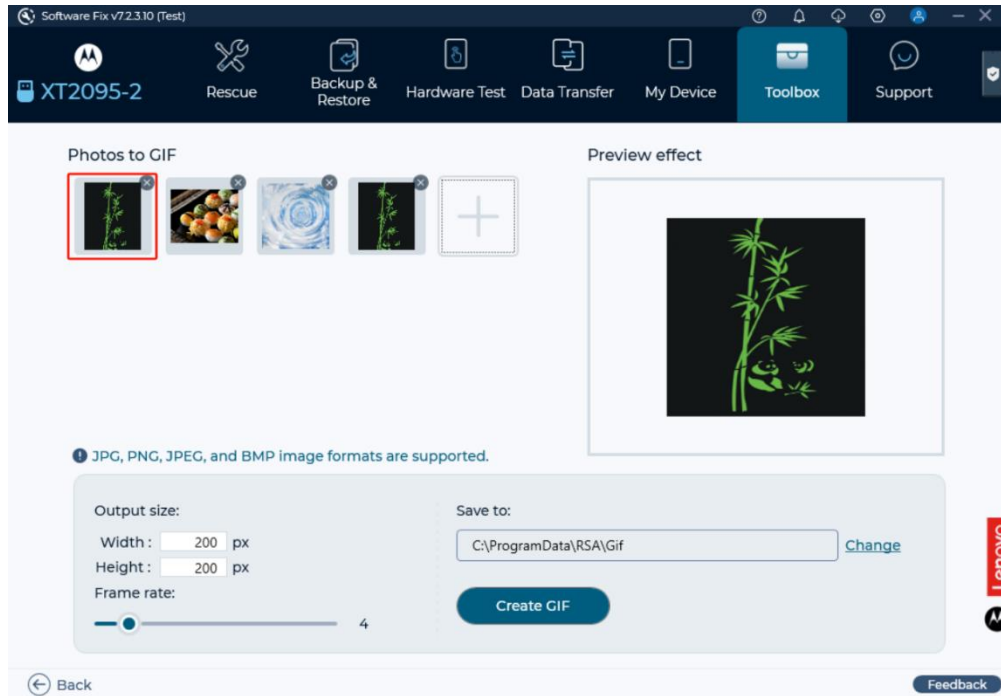 Software Fix v7.2.3.10 (Test)
XT2095-2
Rescue
Backup &
Restore
Hardware Test
Data Transfer
My Device
Toolbox
Support
Photos to GIF
Preview effect
JPG, PNG, JPEG, and BMP image formats are supported.
Output size:
Width : 200 px
Height : 200 px
Frame rate:
4
Save to:
C:\ProgramData\RSA\Gif
Change
Create GIF
Back
Feedback